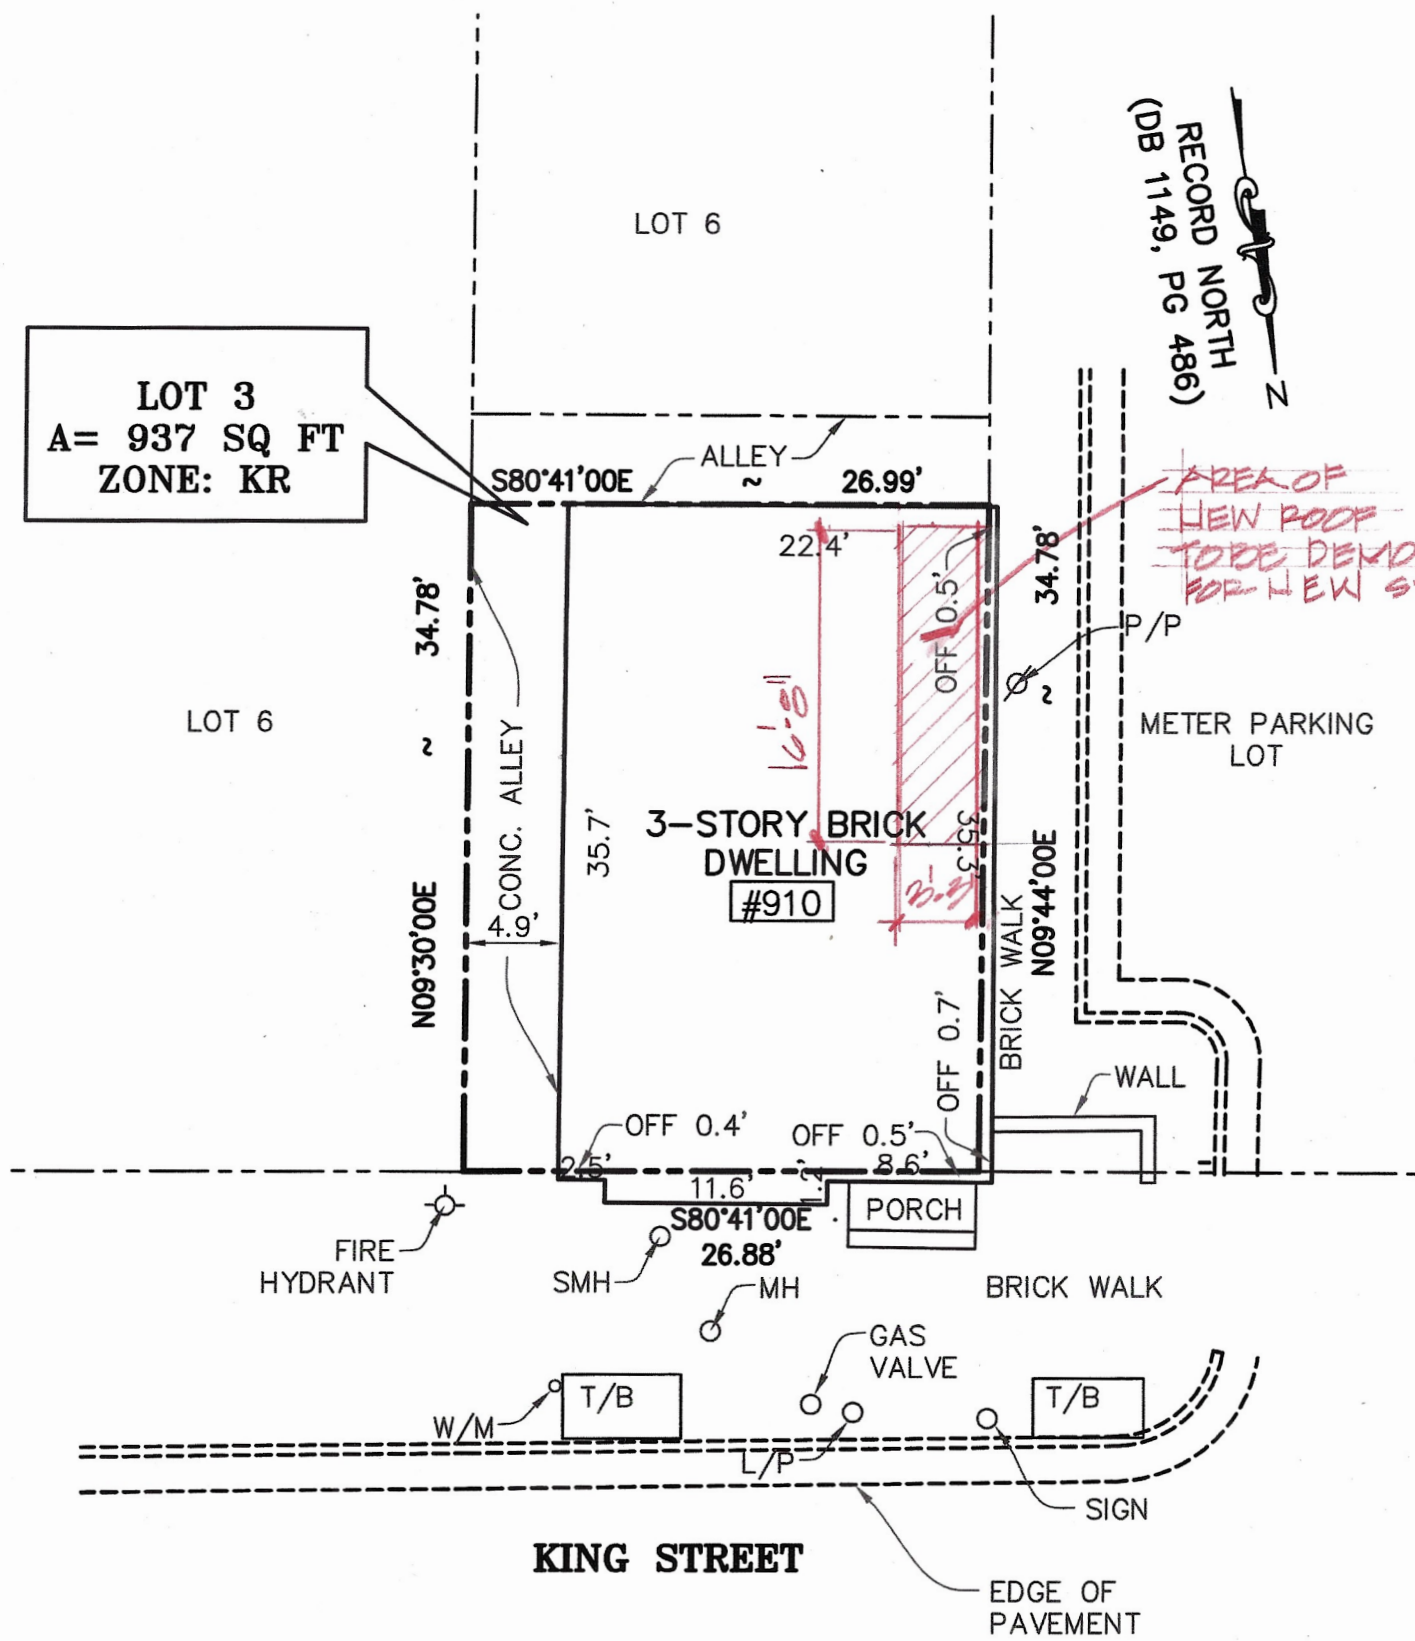 RECORD NORTH
(DB 1149, PG 486)
N
LOT 6
LOT 3
A= 937 SQ FT
ZONE: KR
ALLEY
S80°41'00E ~ 26.99'
AREA OF
NEW ROOF
TO BE DEMO
FOR NEW S
22.4'
OFF 0.5'
34.78'
~
N09°44'00E
34.78'
~
N09°30'00E
P/P
METER PARKING
LOT
LOT 6
CONC. ALLEY
16'-8"
35.7'
3-STORY BRICK
DWELLING
#910
35.3'
4.9'
BRICK WALK
OFF 0.7'
WALL
OFF 0.4'
OFF 0.5'
2.5'
11.6'
1.2'
8.6'
S80°41'00E
26.88'
PORCH
FIRE
HYDRANT
SMH
MH
BRICK WALK
GAS
VALVE
T/B
T/B
W/M
L/P
SIGN
KING STREET
EDGE OF
PAVEMENT